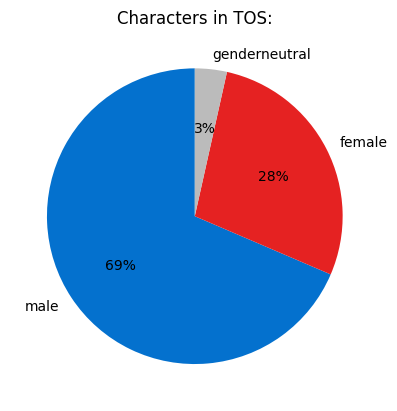 Characters in TOS:
genderneutral
3%
female
28%
69%
male